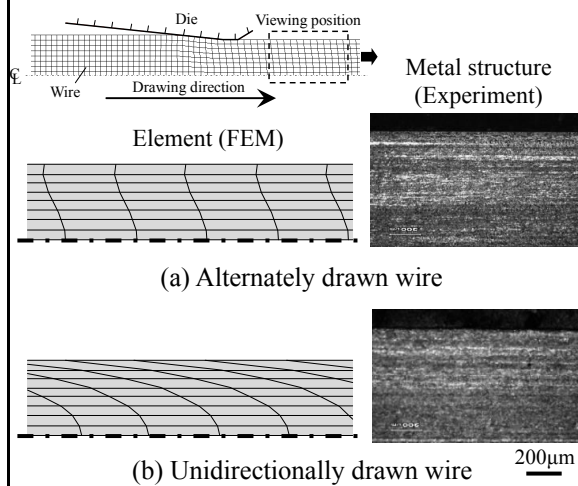 Die
Viewing position
℄
Wire
Drawing direction
Metal structure
(Experiment)
Element (FEM)
(a) Alternately drawn wire
(b) Unidirectionally drawn wire
200μm